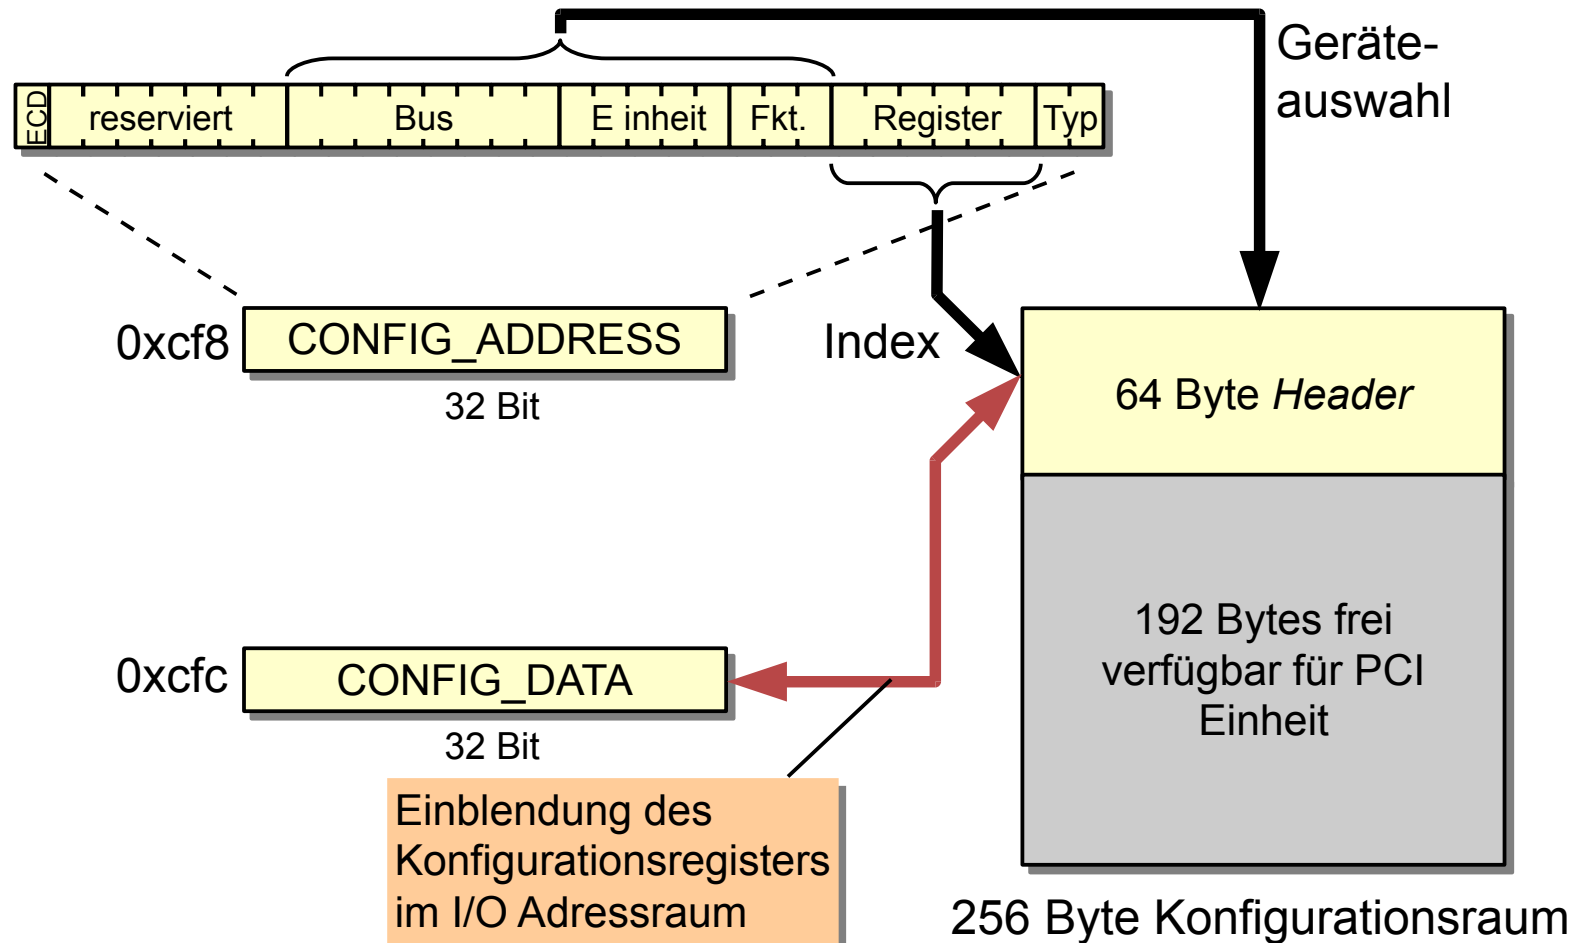 Geräte-
auswahl
ECD reserviert Bus E inheit Fkt. Register Typ
0xcf8 CONFIG_ADDRESS
32 Bit
Index
64 Byte Header
0xcfc CONFIG_DATA
32 Bit
192 Bytes frei
verfügbar für PCI
Einheit
Einblendung des
Konfigurationsregisters
im I/O Adressraum
256 Byte Konfigurationsraum